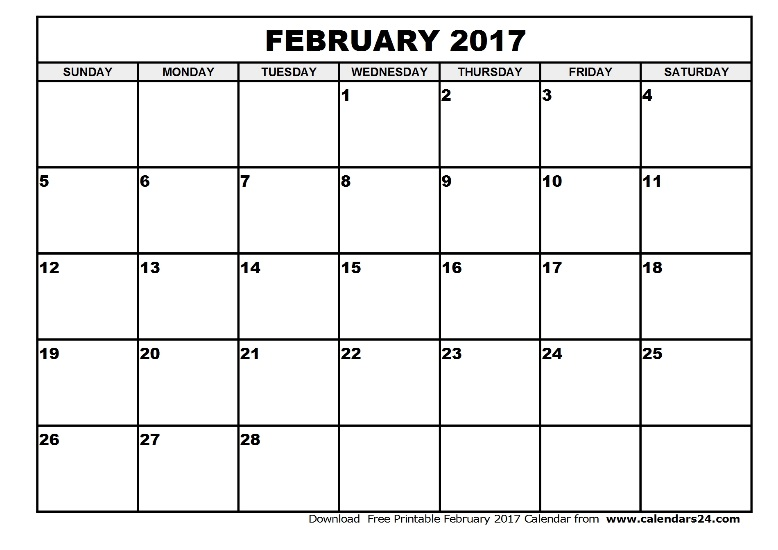 FEBRUARY 2017
SUNDAY MONDAY TUESDAY WEDNESDAY THURSDAY FRIDAY SATURDAY
1 2 3 4
5 6 7 8 9 10 11
12 13 14 15 16 17 18
19 20 21 22 23 24 25
26 27 28
Download Free Printable February 2017 Calendar from www.calendars24.com